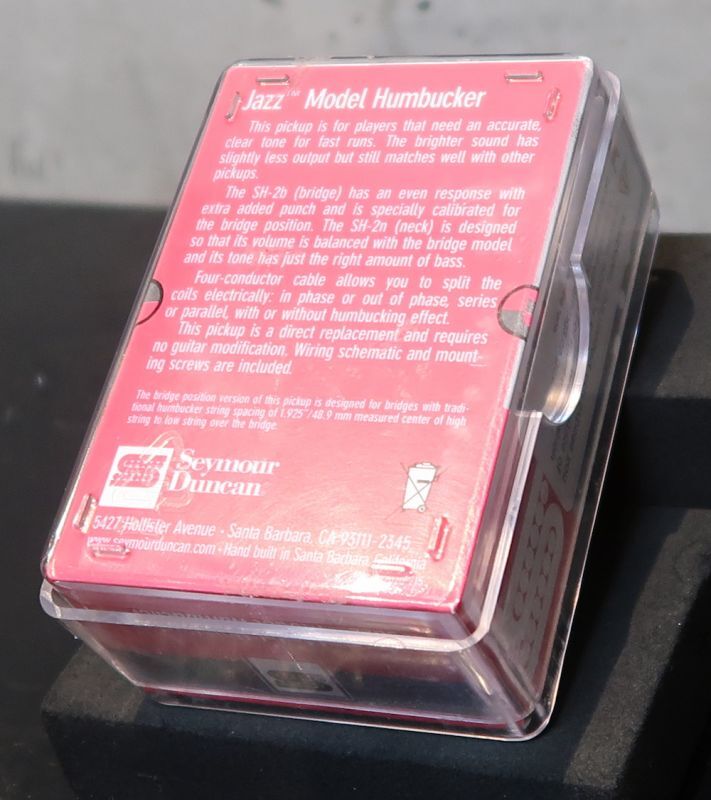 Jazz™ Model Humbucker
This pickup is for players that need an accurate,
clear tone for fast runs. The brighter sound has
slightly less output but still matches well with other
pickups.
The SH-2b (bridge) has an even response with
extra added punch and is specially calibrated for
the bridge position. The SH-2n (neck) is designed
so that its volume is balanced with the bridge model
and its tone has just the right amount of bass.
Four-conductor cable allows you to split the
coils electrically: in phase or out of phase, series
or parallel, with or without humbucking effect.
This pickup is a direct replacement and requires
no guitar modification. Wiring schematic and mount-
ing screws are included.
The bridge position version of this pickup is designed for bridges with tradi-
tional humbucker string spacing of 1.925"/48.9 mm measured center of high
string to low string over the bridge.
Seymour
Duncan
5427 Hollister Avenue · Santa Barbara, CA 93111-2345
www.seymourduncan.com · Hand built in Santa Barbara, California